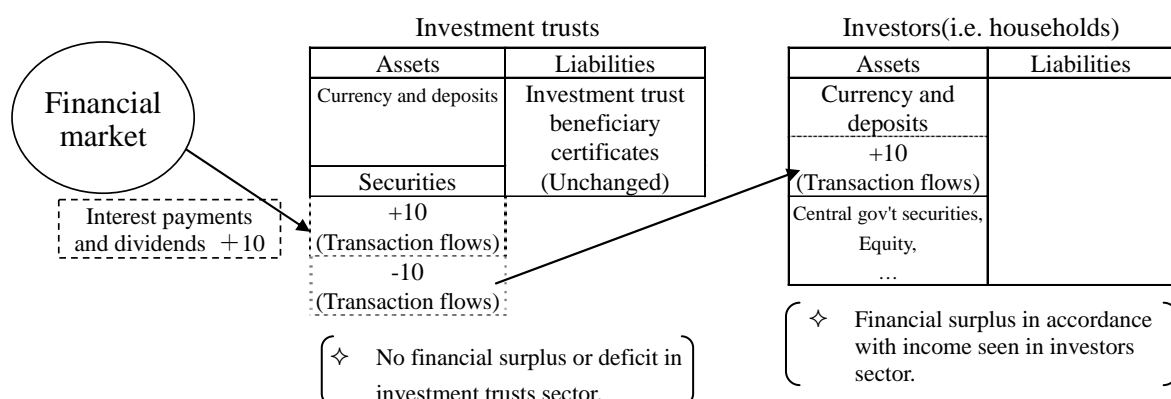 Investment trusts
Assets
Liabilities
Currency and deposits
Investment trust
beneficiary
certificates
(Unchanged)
Securities
+10
(Transaction flows)
-10
(Transaction flows)
Financial
market
Interest payments
and dividends ＋10
✧ No financial surplus or deficit in
investment trusts sector.
Investors(i.e. households)
Assets
Liabilities
Currency and
deposits
+10
(Transaction flows)
Central gov't securities,
Equity,
…
✧ Financial surplus in accordance
with income seen in investors
sector.